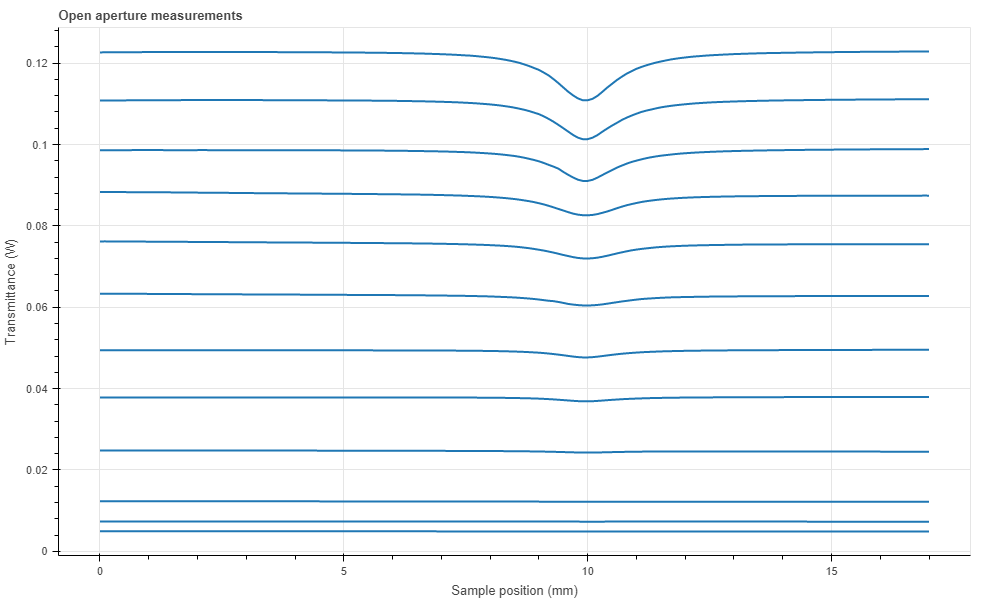 Open aperture measurements
Transmittance (W)
0.12
0.1
0.08
0.06
0.04
0.02
0
0 5 10 15
Sample position (mm)